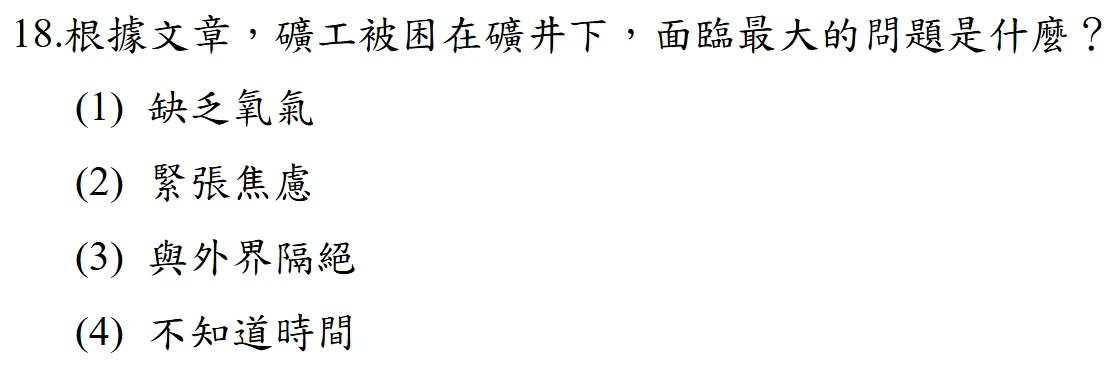 18.根據文章，礦工被困在礦井下，面臨最大的問題是什麼？
(1) 缺乏氧氣
(2) 緊張焦慮
(3) 與外界隔絕
(4) 不知道時間